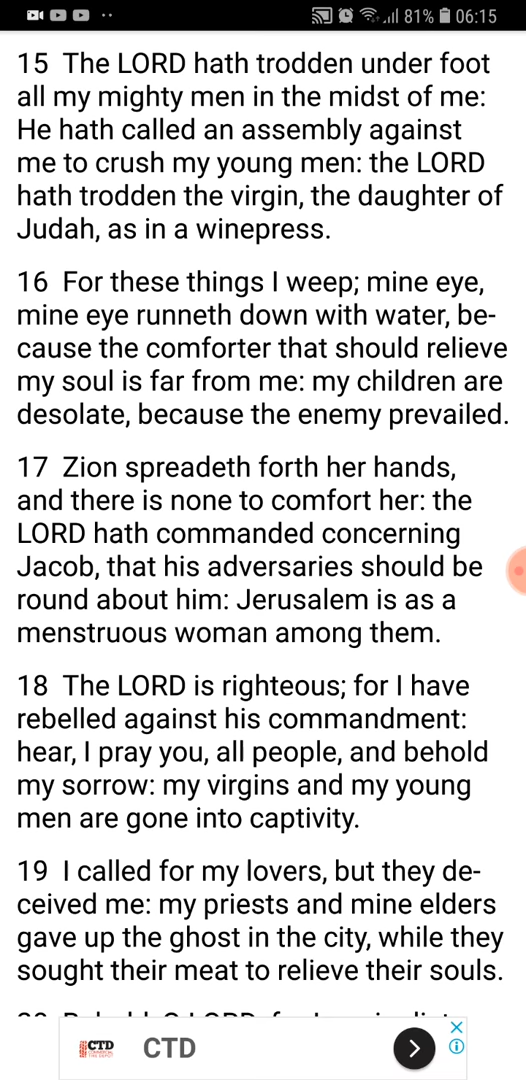 81% 06:15
15 The LORD hath trodden under foot
all my mighty men in the midst of me:
He hath called an assembly against
me to crush my young men: the LORD
hath trodden the virgin, the daughter of
Judah, as in a winepress.
16 For these things I weep; mine eye,
mine eye runneth down with water, be-
cause the comforter that should relieve
my soul is far from me: my children are
desolate, because the enemy prevailed.
17 Zion spreadeth forth her hands,
and there is none to comfort her: the
LORD hath commanded concerning
Jacob, that his adversaries should be
round about him: Jerusalem is as a
menstruous woman among them.
18 The LORD is righteous; for I have
rebelled against his commandment:
hear, I pray you, all people, and behold
my sorrow: my virgins and my young
men are gone into captivity.
19 I called for my lovers, but they de-
ceived me: my priests and mine elders
gave up the ghost in the city, while they
sought their meat to relieve their souls.
CTD CTD